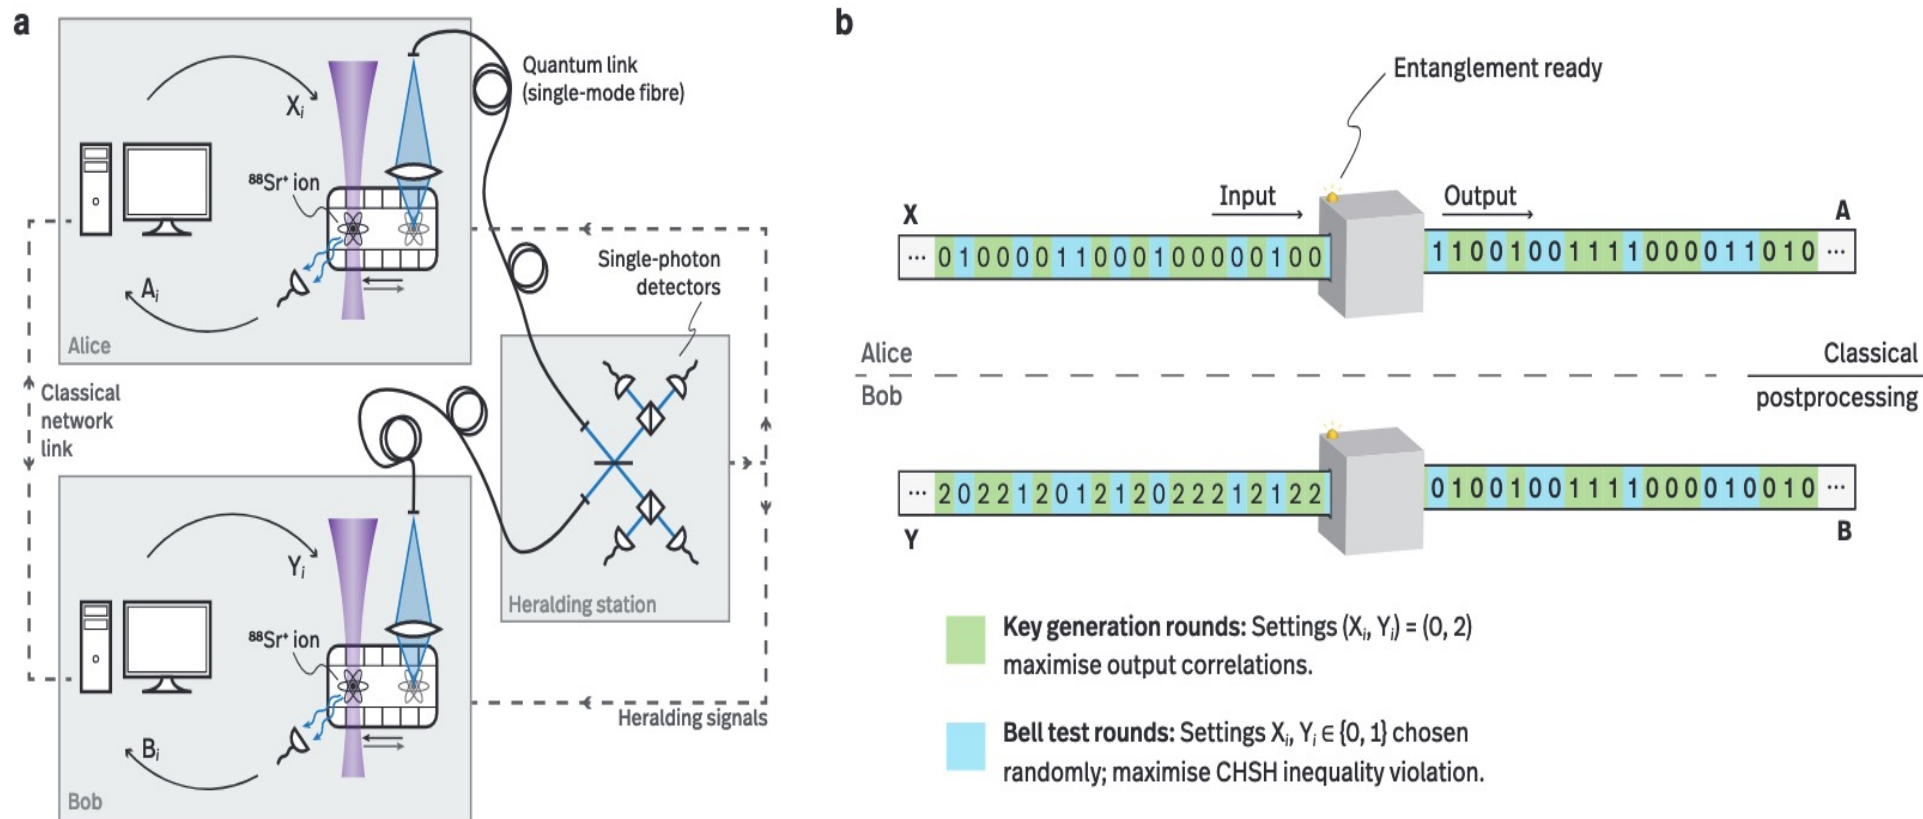 a
Quantum link
(single-mode fibre)
Xᵢ
⁸⁸Sr⁺ ion
Aᵢ
Alice
Single-photon
detectors
Classical
network
link
Yᵢ
⁸⁸Sr⁺ ion
Bᵢ
Bob
Heralding station
Heralding signals
b
Entanglement ready
Input
Output
X
A
... 0 1 0 0 0 0 1 1 0 0 0 1 0 0 0 0 0 1 0 0
1 1 0 0 1 0 0 1 1 1 1 0 0 0 0 1 1 0 1 0 ...
Alice
Classical
Bob
postprocessing
... 2 0 2 2 1 2 0 1 2 1 2 0 2 2 2 1 2 1 2 2
0 1 0 0 1 0 0 1 1 1 1 0 0 0 0 1 0 0 1 0 ...
Y
B
Key generation rounds: Settings (Xᵢ, Yᵢ) = (0, 2)
maximise output correlations.
Bell test rounds: Settings Xᵢ, Yᵢ ∈ {0, 1} chosen
randomly; maximise CHSH inequality violation.